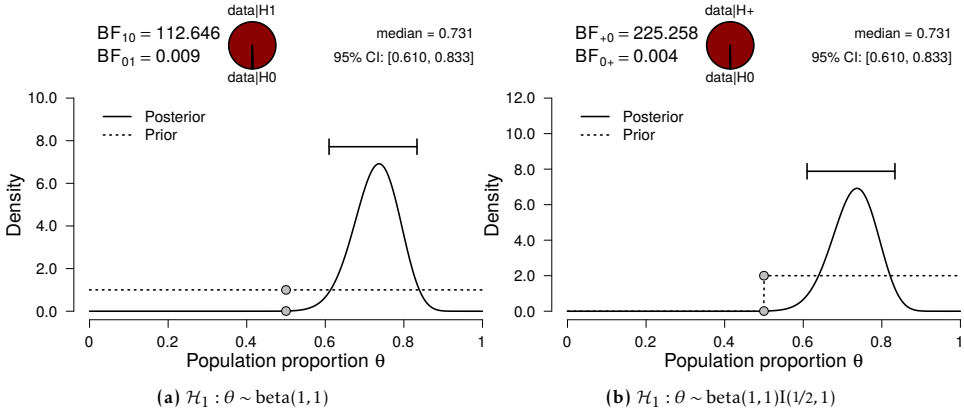 data|H1
BF10 = 112.646
BF01 = 0.009
median = 0.731
95% CI: [0.610, 0.833]
data|H0
10.0
8.0
6.0
4.0
2.0
0.0
Density
Posterior
Prior
0 0.2 0.4 0.6 0.8 1
Population proportion θ
(a) H1 : θ ~ beta(1, 1)
data|H+
BF+0 = 225.258
BF0+ = 0.004
median = 0.731
95% CI: [0.610, 0.833]
data|H0
12.0
10.0
8.0
6.0
4.0
2.0
0.0
Density
Posterior
Prior
0 0.2 0.4 0.6 0.8 1
Population proportion θ
(b) H1 : θ ~ beta(1, 1)I(1/2, 1)